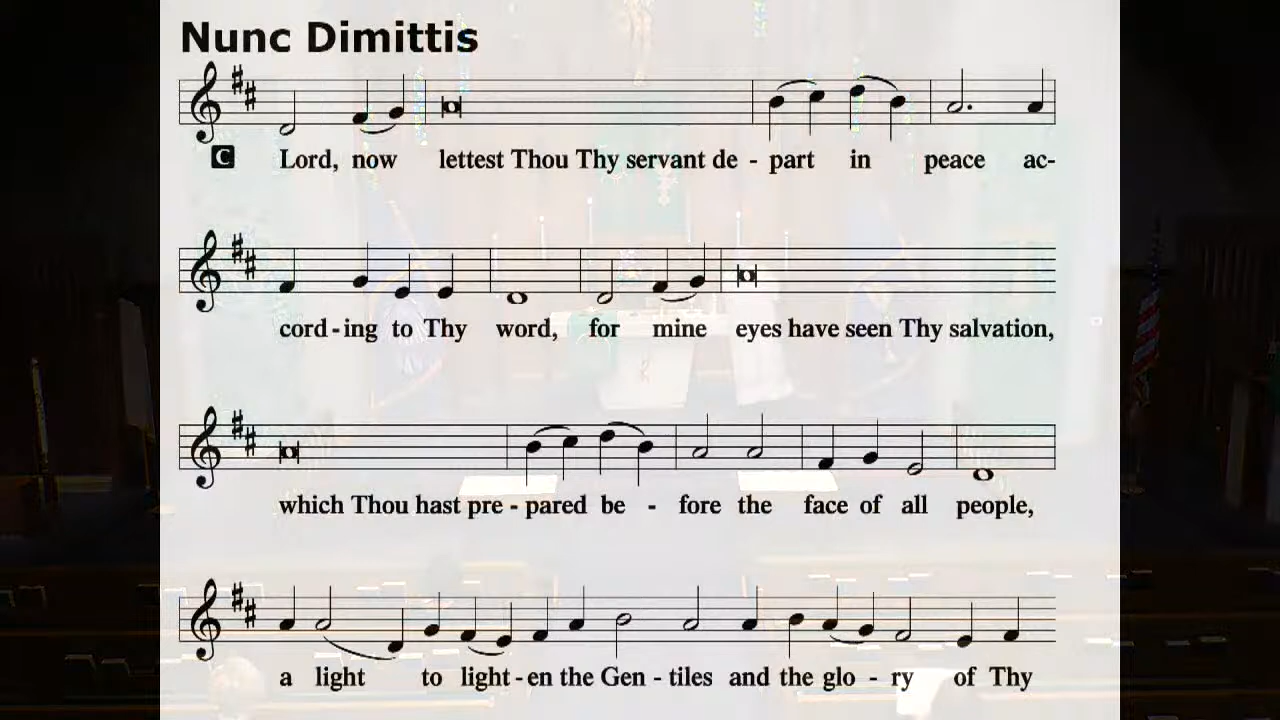 Nunc Dimittis
C Lord, now lettest Thou Thy servant de - part in peace ac-
cord - ing to Thy word, for mine eyes have seen Thy salvation,
which Thou hast pre - pared be - fore the face of all people,
a light to light - en the Gen - tiles and the glo - ry of Thy